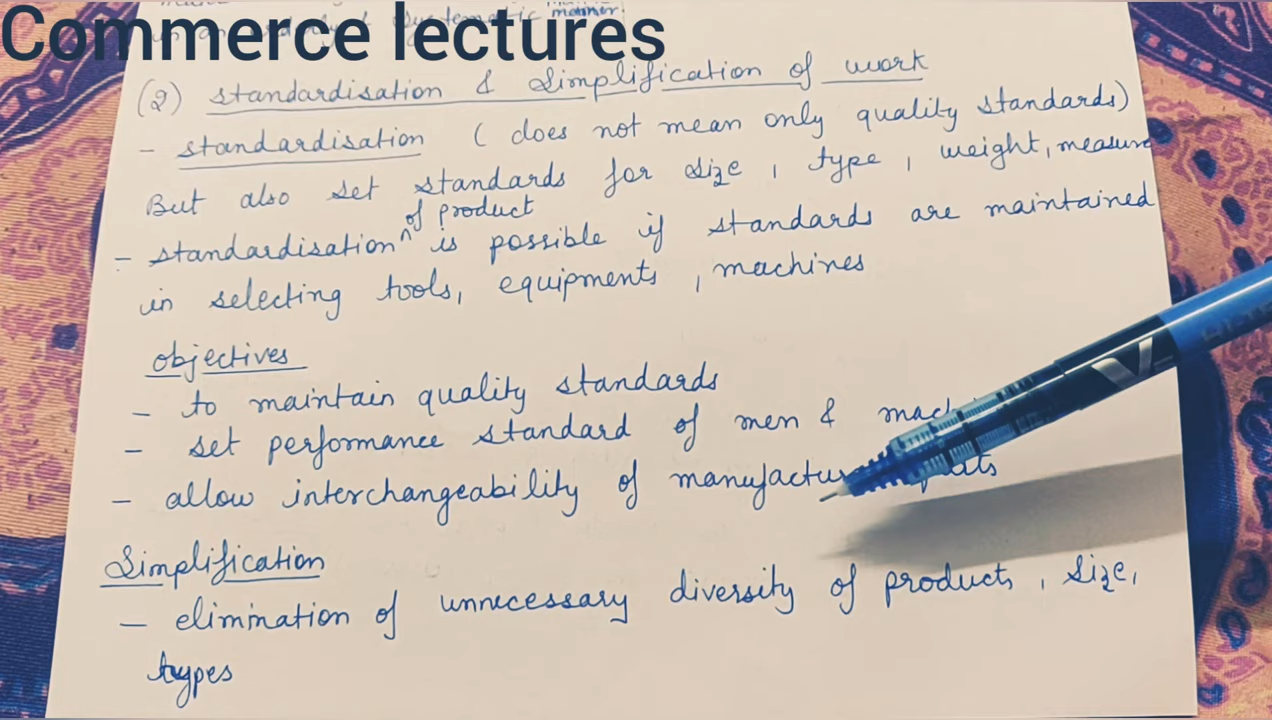 Commerce lectures
systematic manner
(2) standardisation & Simplification of work
- standardisation ( does not mean only quality standards)
But also set standards for size, type, weight, measure
of product
- standardisation ^ is possible if standards are maintained
in selecting tools, equipments, machines
objectives
- to maintain quality standards
- set performance standard of men &
- allow interchangeability of
Simplification
- elimination of unnecessary diversity of products, size,
types